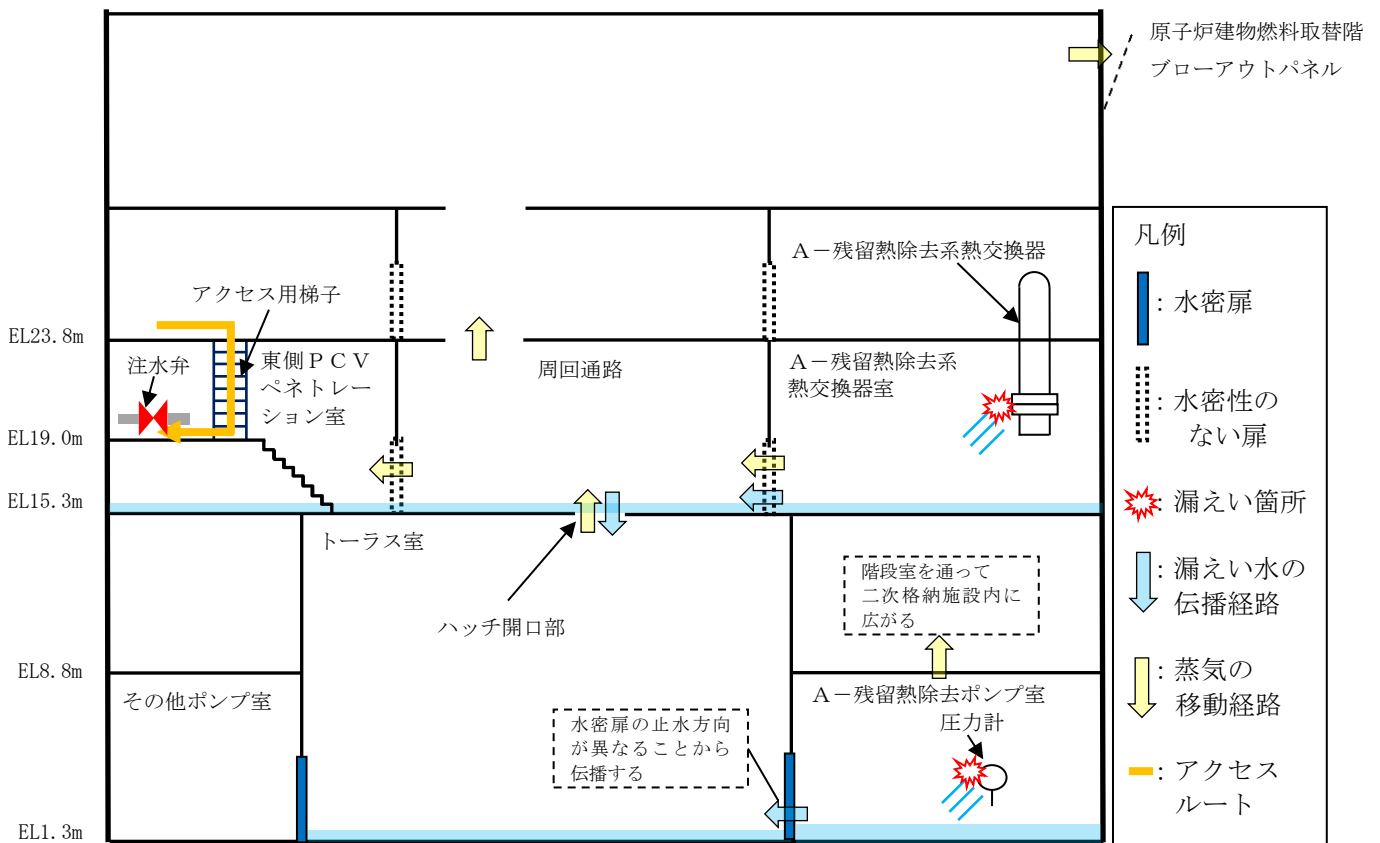 原子炉建物燃料取替階
ブローアウトパネル
A－残留熱除去系熱交換器
アクセス用梯子
EL23.8m
注水弁
東側PCV
ペネトレー
ション室
周回通路
A－残留熱除去系
熱交換器室
EL19.0m
EL15.3m
トーラス室
ハッチ開口部
階段室を通って
二次格納施設内に
広がる
EL8.8m
その他ポンプ室
A－残留熱除去ポンプ室
圧力計
水密扉の止水方向
が異なることから
伝播する
EL1.3m
凡例
：水密扉
：水密性の
ない扉
：漏えい箇所
：漏えい水の
伝播経路
：蒸気の
移動経路
：アクセス
ルート